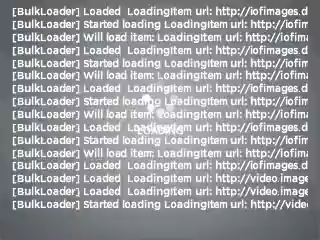 [BulkLoader] Loaded LoadingItem url: http://iofimages.d
[BulkLoader] Started loading LoadingItem url: http://iofim
[BulkLoader] Will load item: LoadingItem url: http://iofima
[BulkLoader] Loaded LoadingItem url: http://iofimages.d
[BulkLoader] Started loading LoadingItem url: http://iofim
[BulkLoader] Will load item: LoadingItem url: http://iofima
[BulkLoader] Loaded LoadingItem url: http://iofimages.d
[BulkLoader] Started loading LoadingItem url: http://iofim
[BulkLoader] Will load item: LoadingItem url: http://iofima
[BulkLoader] Loaded LoadingItem url: http://iofimages.d
LOADING
[BulkLoader] Started loading LoadingItem url: http://iofim
[BulkLoader] Will load item: LoadingItem url: http://iofima
[BulkLoader] Loaded LoadingItem url: http://iofimages.d
[BulkLoader] Loaded LoadingItem url: http://video.image
[BulkLoader] Loaded LoadingItem url: http://video.image
[BulkLoader] Started loading LoadingItem url: http://vide